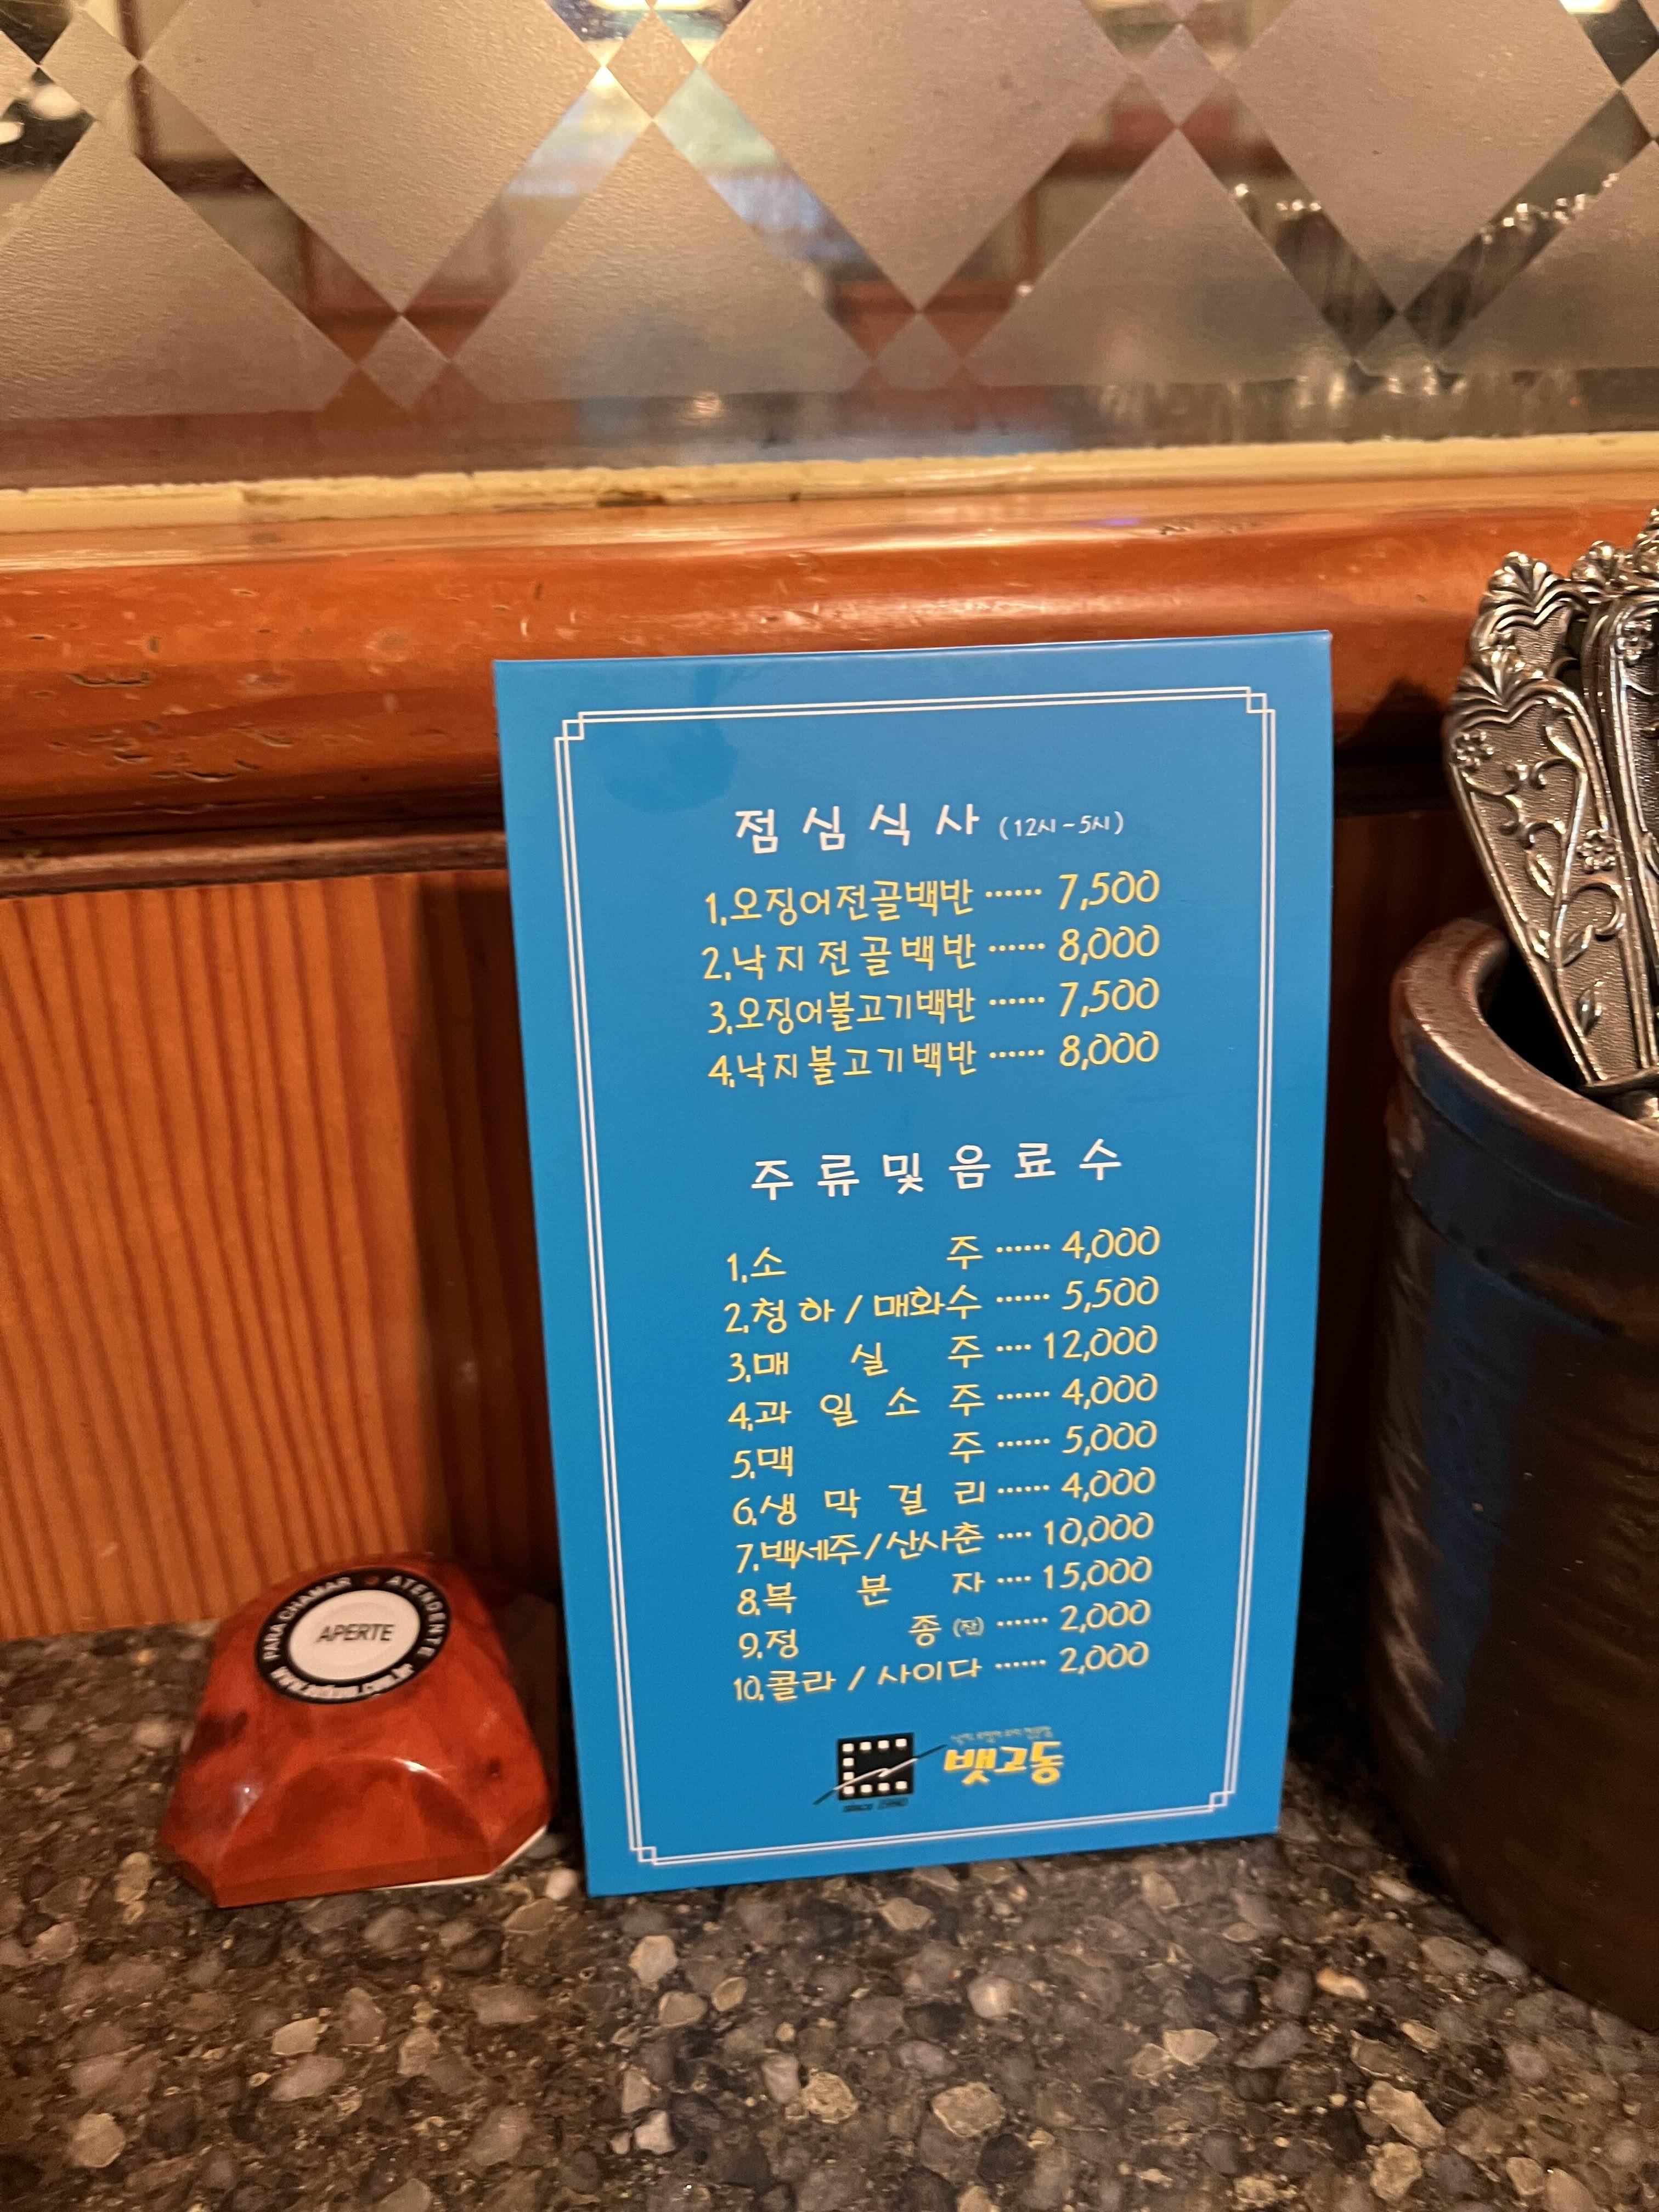 점심식사 (12시-5시)
1.오징어전골백반 ...... 7,500
2.낙지전골백반 ...... 8,000
3.오징어불고기백반 ...... 7,500
4.낙지불고기백반 ...... 8,000
주류및음료수
1.소주 ...... 4,000
2.청하/매화수 ...... 5,500
3.매실주 .... 12,000
4.과일소주 ...... 4,000
5.맥주 ...... 5,000
6.생막걸리 ...... 4,000
7.백세주/산사춘 .... 10,000
8.복분자 .... 15,000
9.정종(잔) ...... 2,000
10.콜라/사이다 ...... 2,000
뱃고동
since
PARA CHAMAR ATENDENTE
APERTE